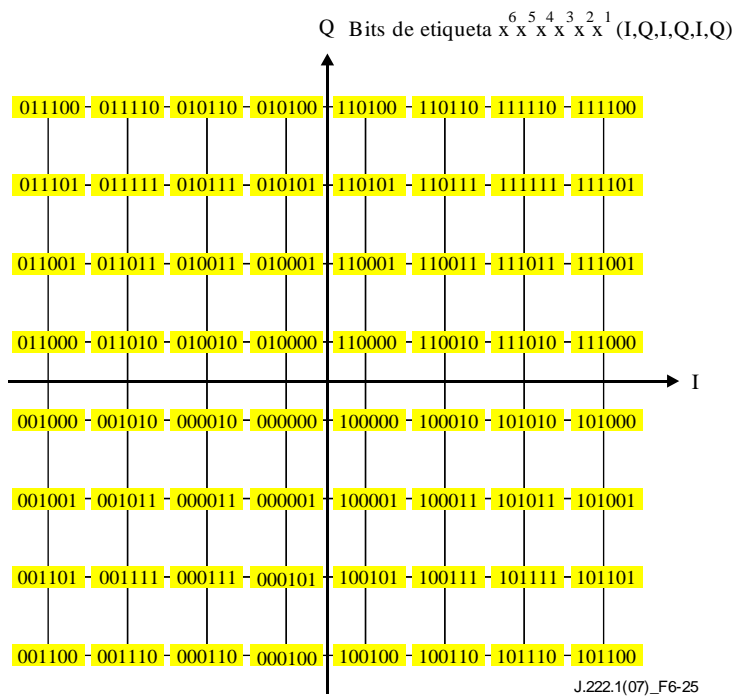 Q Bits de etiqueta x⁶x⁵x⁴x³x²x¹ (I,Q,I,Q,I,Q)
011100 011110 010110 010100 110100 110110 111110 111100
011101 011111 010111 010101 110101 110111 111111 111101
011001 011011 010011 010001 110001 110011 111011 111001
011000 011010 010010 010000 110000 110010 111010 111000
I
001000 001010 000010 000000 100000 100010 101010 101000
001001 001011 000011 000001 100001 100011 101011 101001
001101 001111 000111 000101 100101 100111 101111 101101
001100 001110 000110 000100 100100 100110 101110 101100
J.222.1(07)_F6-25